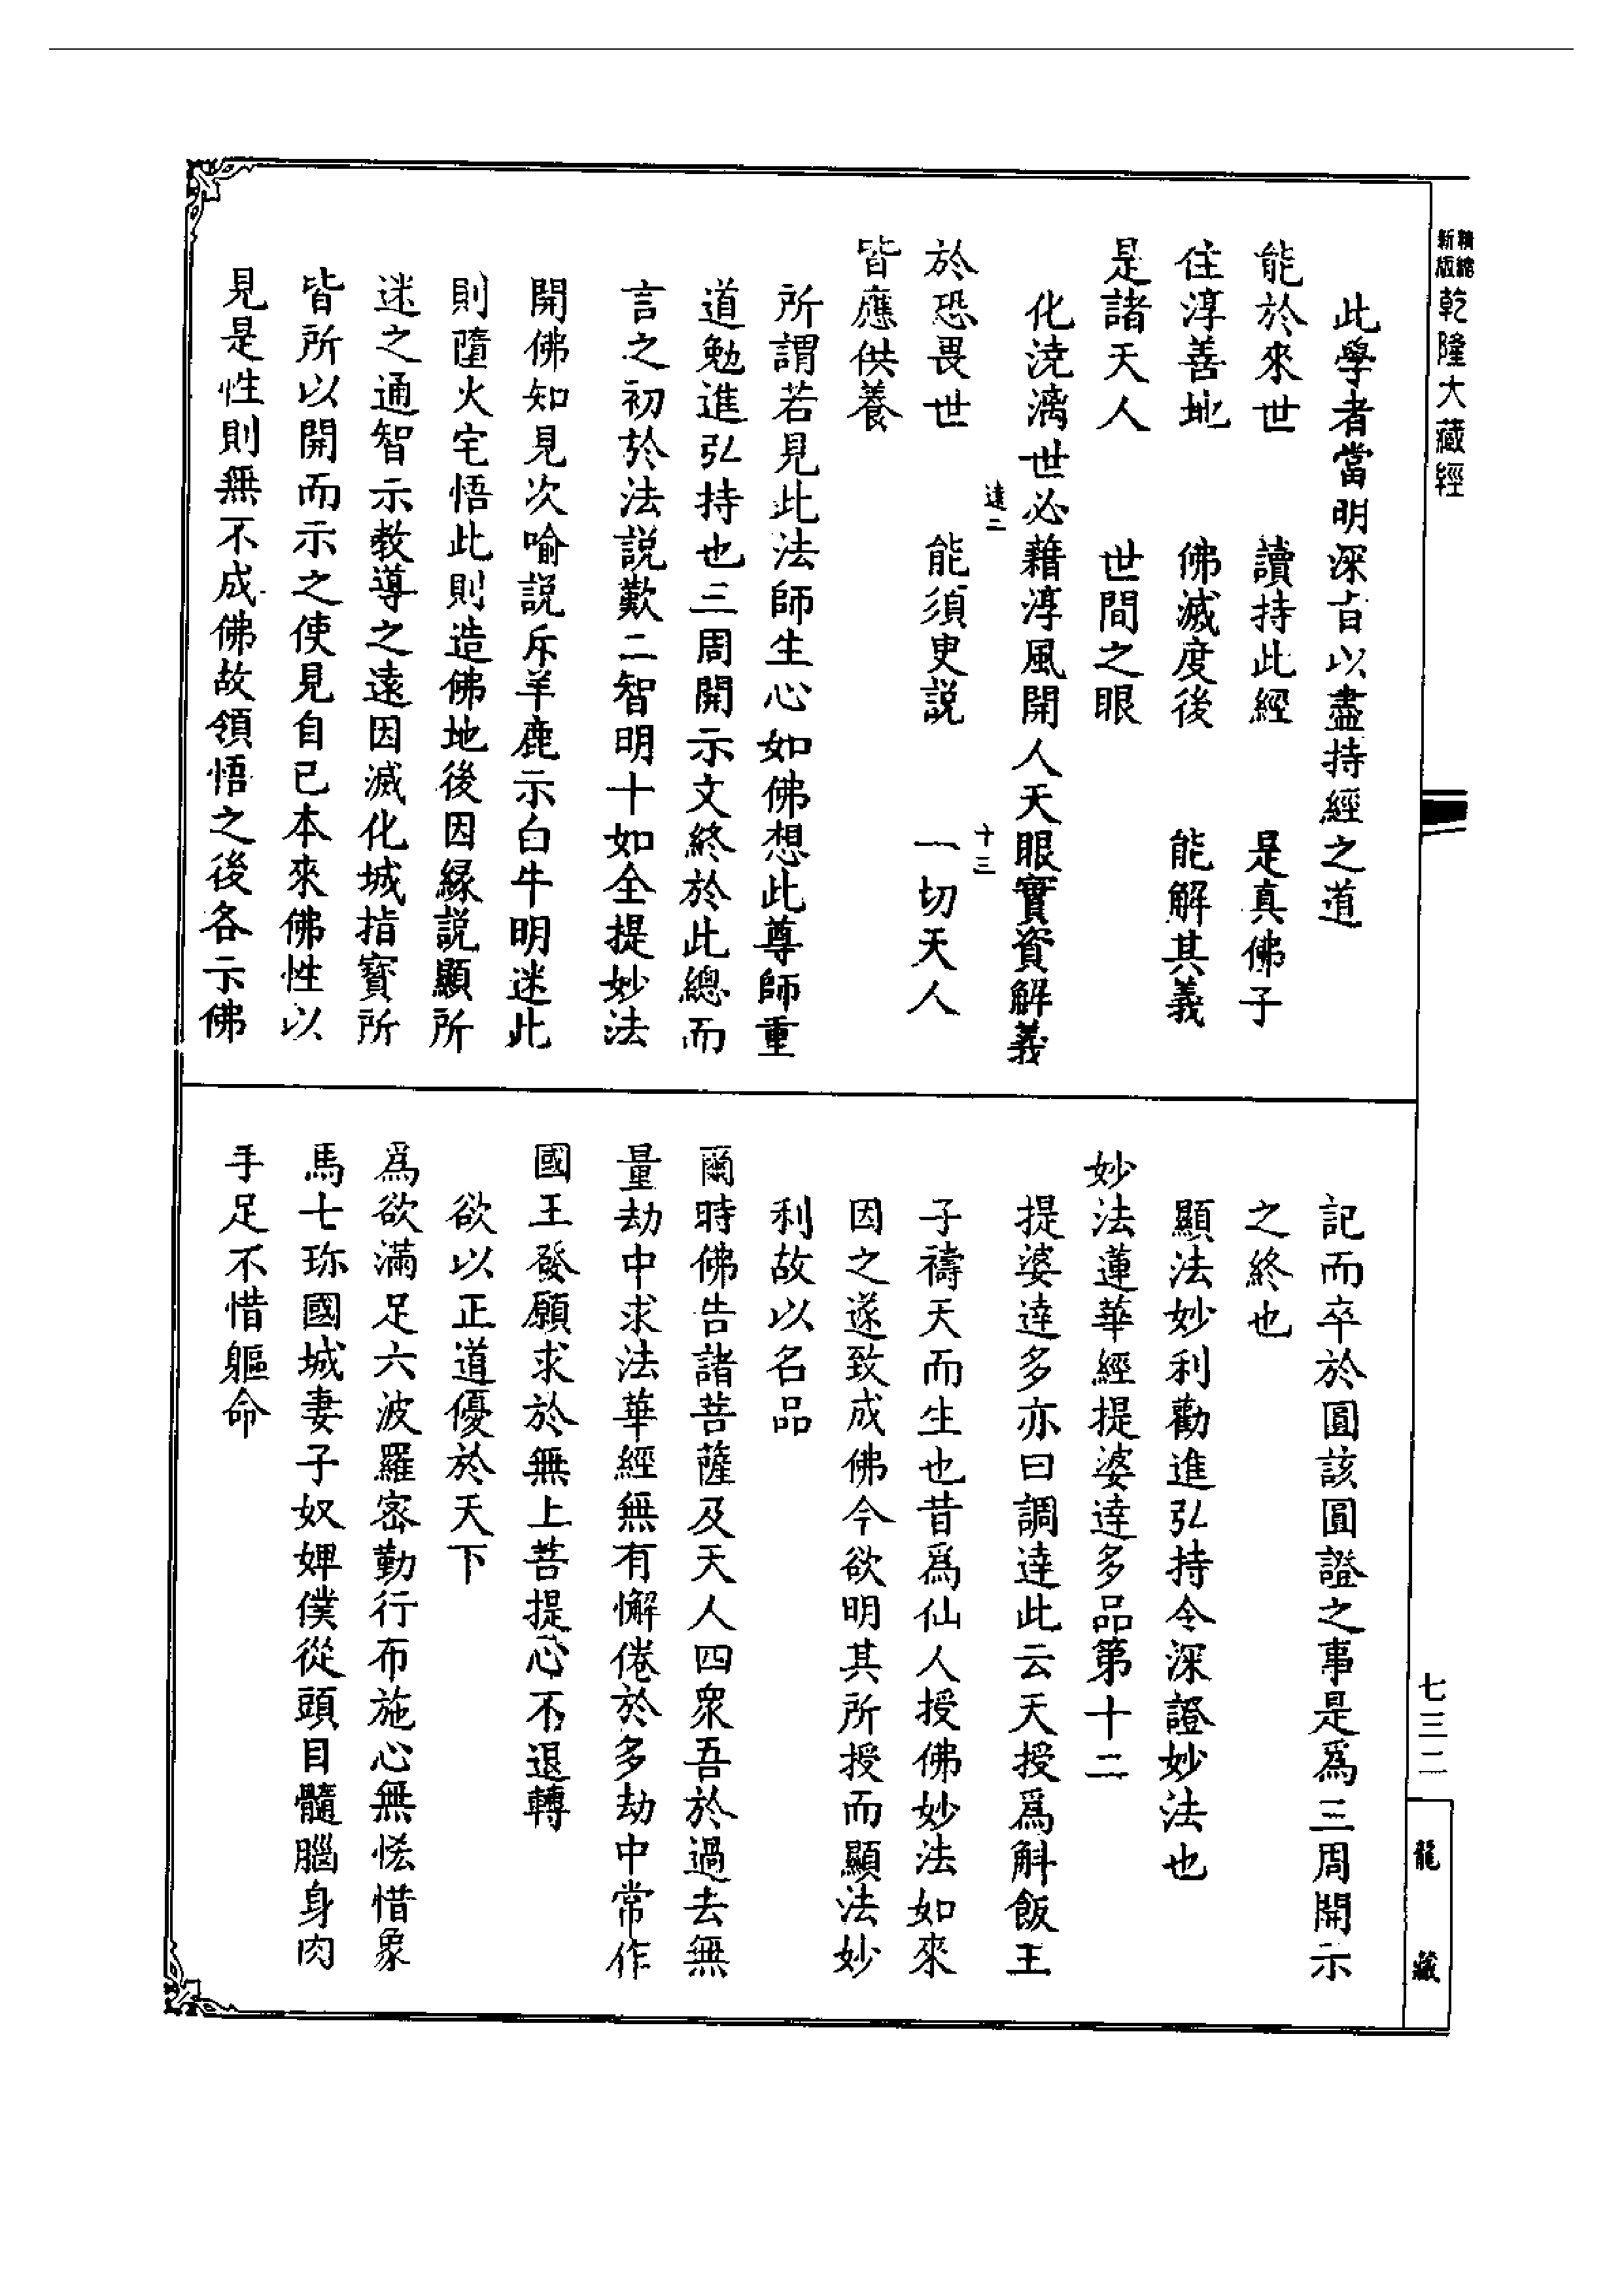 精縮
新版
乾隆大藏經
此學者當明深旨以盡持經之道
能於來世 讀持此經 是真佛子
住淳善地 佛滅度後 能解其義
是諸天人 世間之眼
化澆漓世必藉淳風開人天眼實資解義
達二 十三
於恐畏世 能須臾説 一切天人
皆應供養
所謂若見此法師生心如佛想此尊師重
道勉進弘持也三周開示文終於此總而
言之初於法説歎二智明十如全提妙法
開佛知見次喻説斥羊鹿示白牛明迷此
則墮火宅悟此則造佛地後因緣説顯所
迷之通智示教導之遠因滅化城指寳所
皆所以開而示之使見自已本來佛性以
見是性則無不成佛故領悟之後各示佛
記而卒於圓該圓證之事是爲三周開示
之終也
顯法妙利勸進弘持令深證妙法也
妙法蓮華經提婆達多品第十二
提婆達多亦曰調達此云天授爲斛飯王
子禱天而生也昔爲仙人授佛妙法如來
因之遂致成佛今欲明其所授而顯法妙
利故以名品
爾時佛告諸菩薩及天人四衆吾於過去無
量劫中求法華經無有懈倦於多劫中常作
國王發願求於無上菩提心不退轉
欲以正道優於天下
爲欲滿足六波羅密勤行布施心無恡惜象
馬七珎國城妻子奴婢僕從頭目髓腦身肉
手足不惜軀命
七三二
龍藏